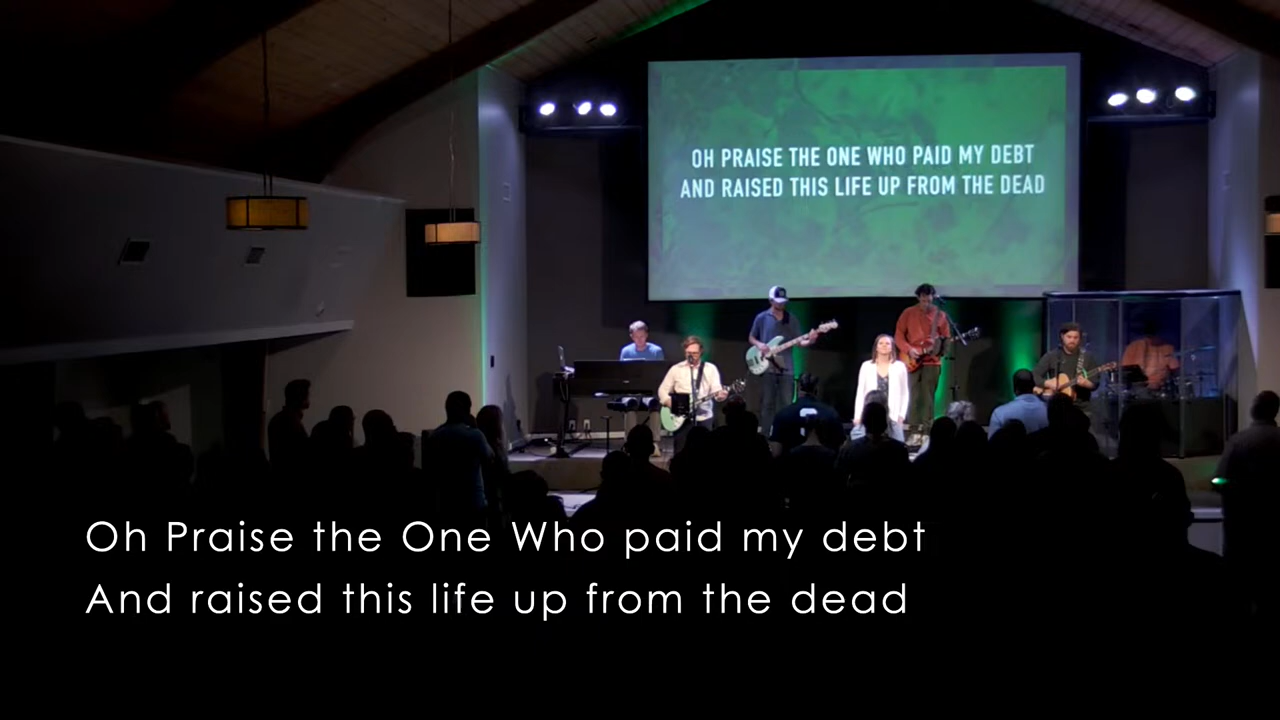 OH PRAISE THE ONE WHO PAID MY DEBT
AND RAISED THIS LIFE UP FROM THE DEAD
Oh Praise the One Who paid my debt
And raised this life up from the dead